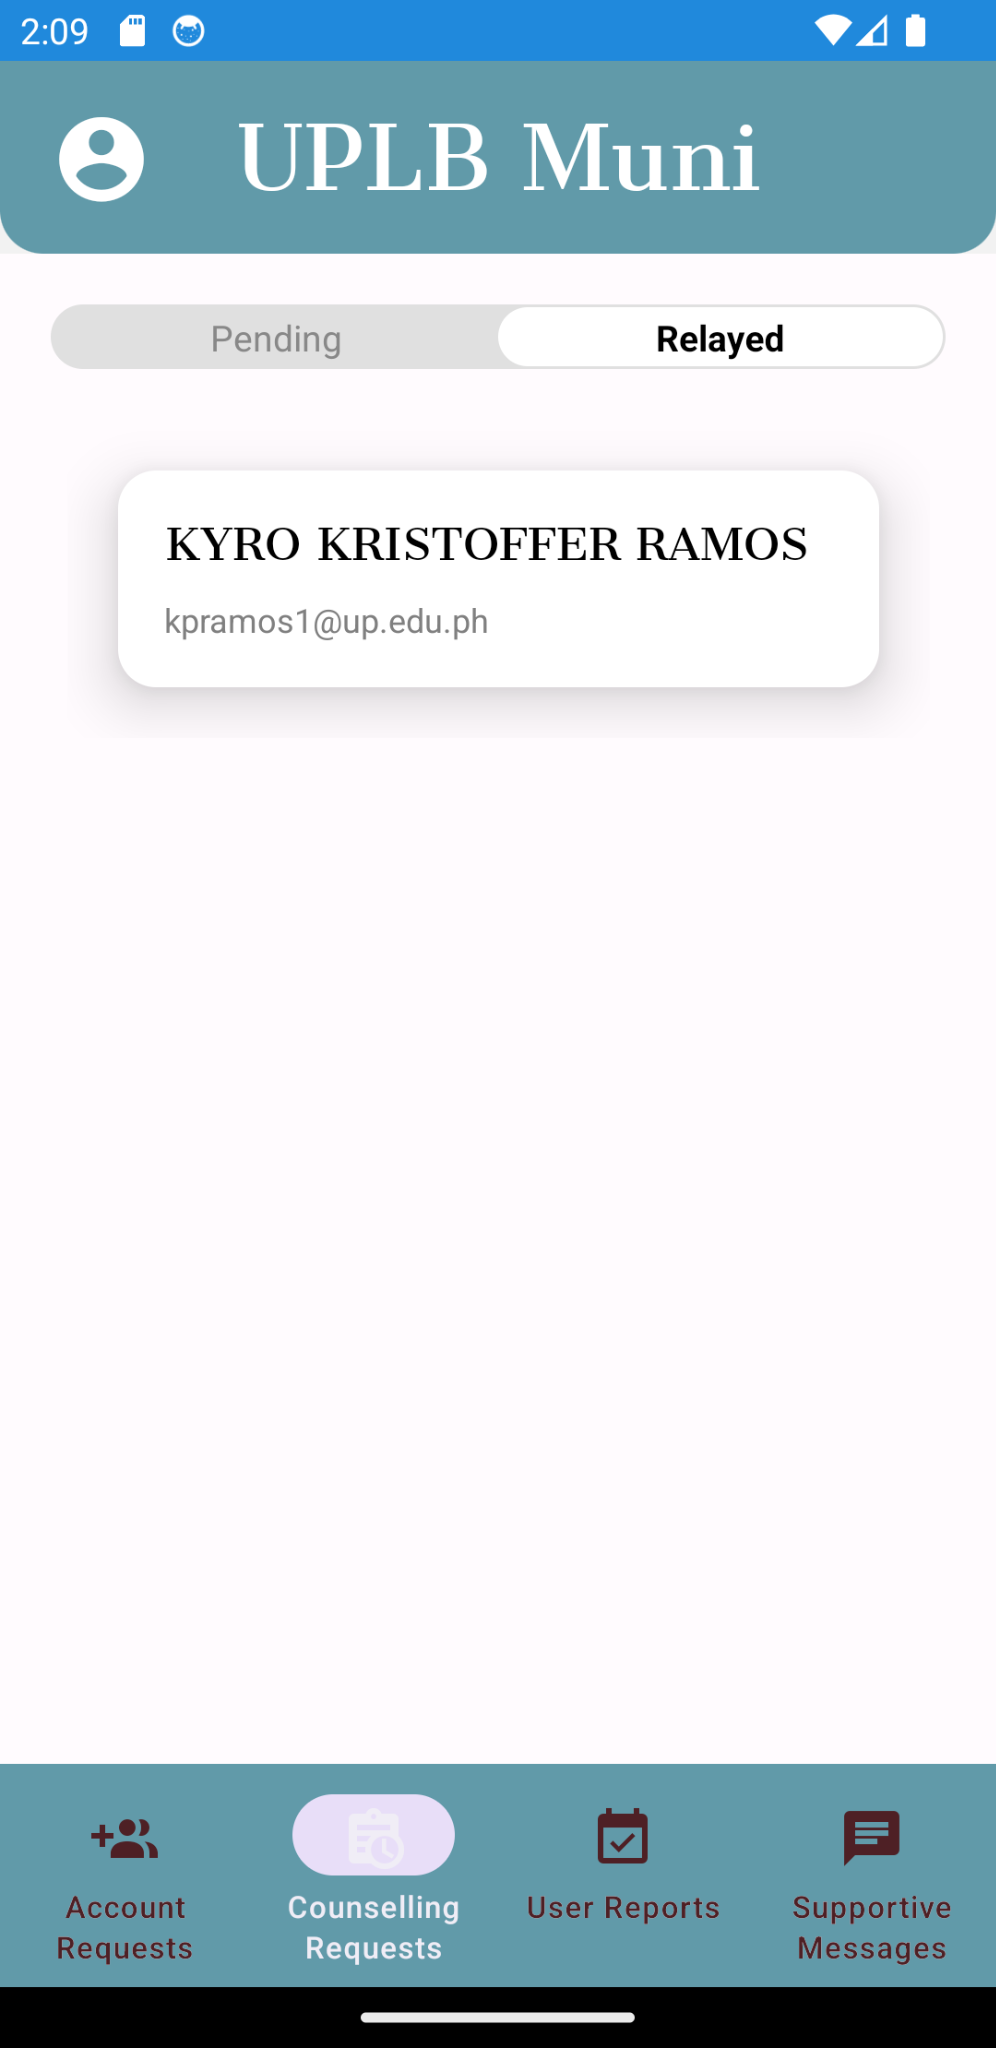 2:09
UPLB Muni
Pending
Relayed
KYRO KRISTOFFER RAMOS
kpramos1@up.edu.ph
Account
Requests
Counselling
Requests
User Reports
Supportive
Messages